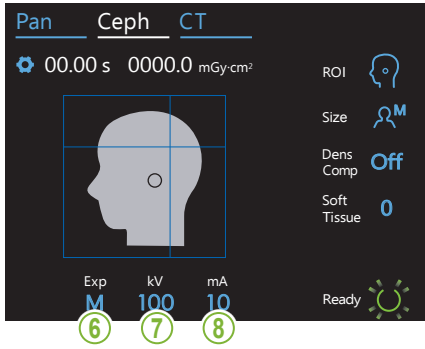 Pan Ceph CT
00.00 s 0000.0 mGy·cm²
ROI
Size M
Dens
Comp Off
Soft
Tissue 0
Exp kV mA
M 100 10
Ready
6 7 8